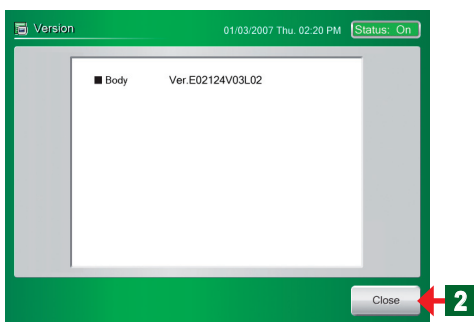 Version 01/03/2007 Thu. 02:20 PM Status: On
■ Body Ver.E02124V03L02
Close 2